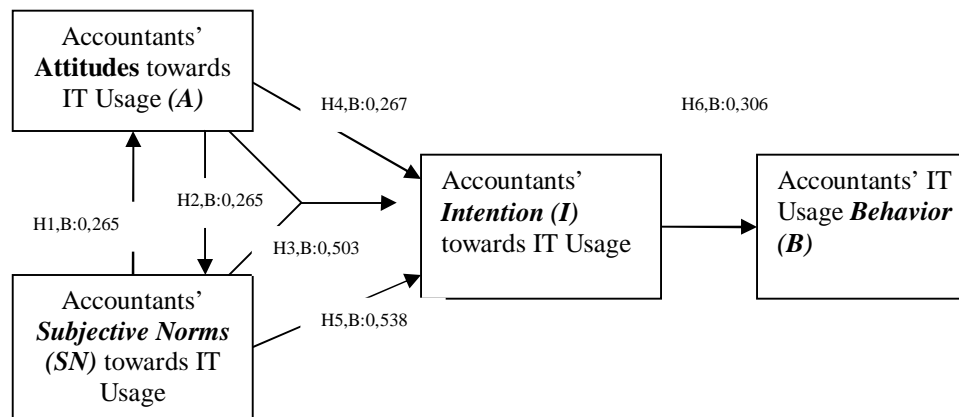 Accountants’
Attitudes towards
IT Usage (A)
H4,B:0,267
H6,B:0,306
H1,B:0,265
H2,B:0,265
H3,B:0,503
Accountants’
Intention (I)
towards IT Usage
Accountants’ IT
Usage Behavior
(B)
H5,B:0,538
Accountants’
Subjective Norms
(SN) towards IT
Usage